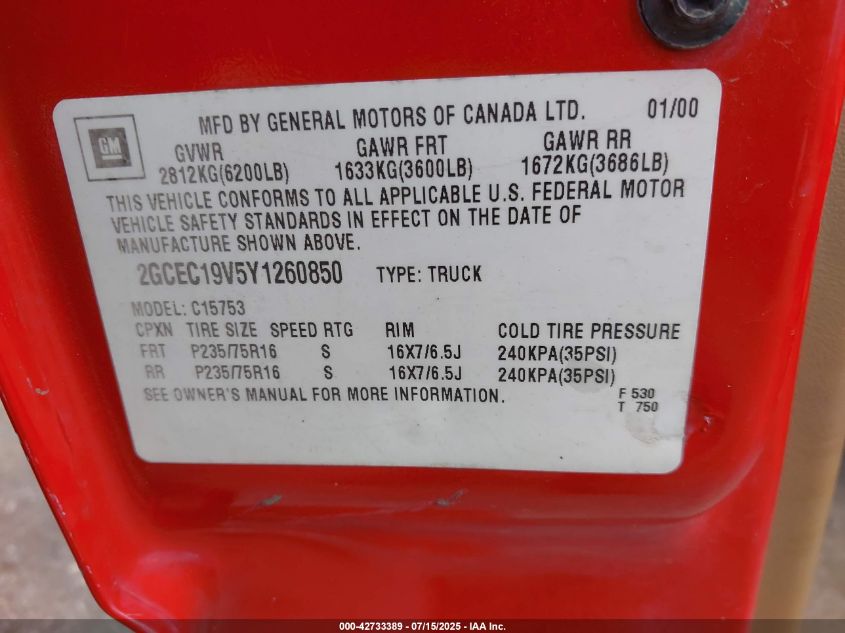 GM
MFD BY GENERAL MOTORS OF CANADA LTD. 01/00
GVWR GAWR FRT GAWR RR
2812KG(6200LB) 1633KG(3600LB) 1672KG(3686LB)
THIS VEHICLE CONFORMS TO ALL APPLICABLE U.S. FEDERAL MOTOR
VEHICLE SAFETY STANDARDS IN EFFECT ON THE DATE OF
MANUFACTURE SHOWN ABOVE.
2GCEC19V5Y1260850 TYPE: TRUCK
MODEL: C15753
CPXN TIRE SIZE SPEED RTG RIM COLD TIRE PRESSURE
FRT P235/75R16 S 16X7/6.5J 240KPA(35PSI)
RR P235/75R16 S 16X7/6.5J 240KPA(35PSI)
SEE OWNER'S MANUAL FOR MORE INFORMATION.
F 530
T 750
000-42733389 - 07/15/2025 - IAA Inc.